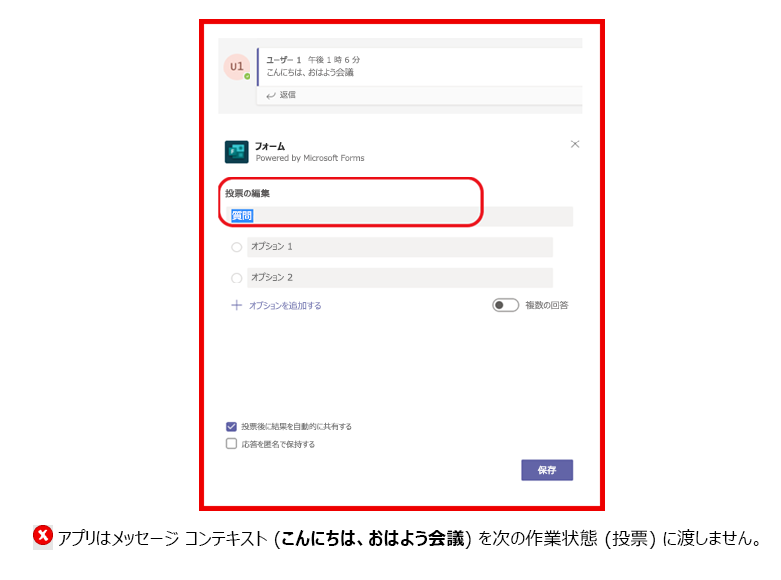 U1
ユーザー 1 午後 1 時 6 分
こんにちは、おはよう会議
返信
フォーム
Powered by Microsoft Forms
投票の編集
質問
オプション 1
オプション 2
オプションを追加する
複数の回答
投票後に結果を自動的に共有する
応答を匿名で保持する
保存
アプリはメッセージ コンテキスト (こんにちは、おはよう会議) を次の作業状態 (投票) に渡しません。